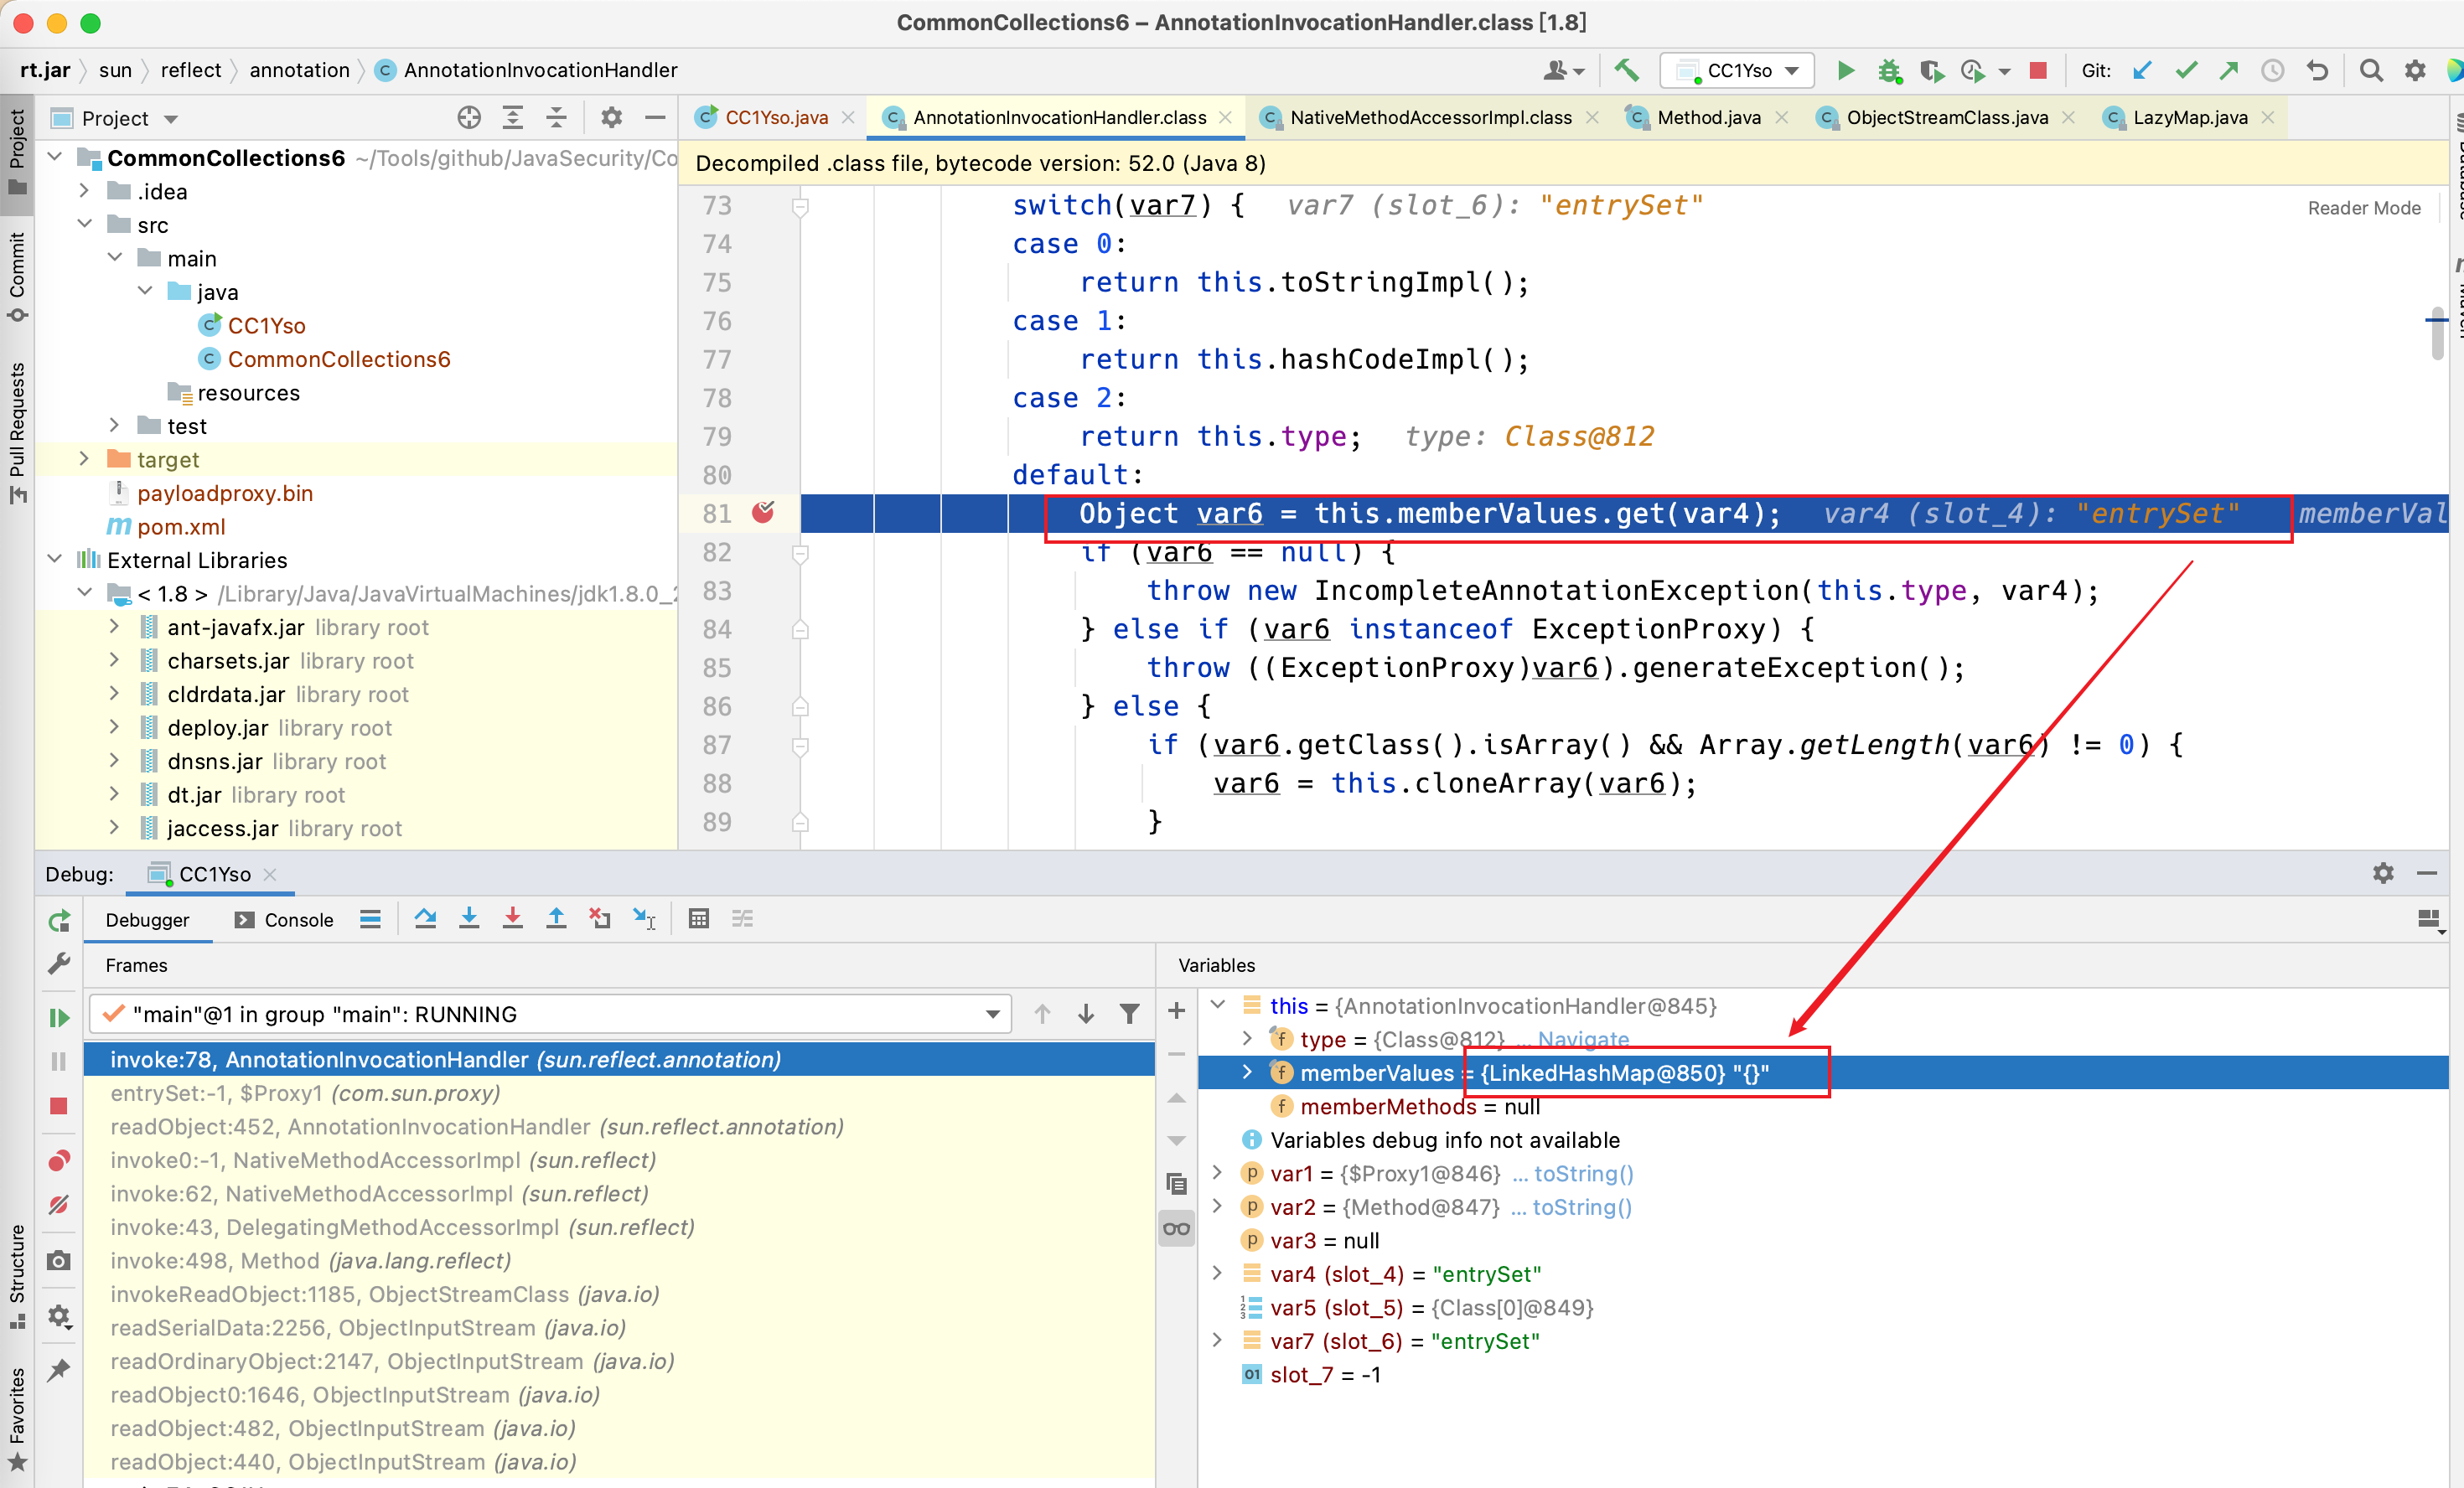 CommonCollections6 – AnnotationInvocationHandler.class [1.8]
rt.jar sun reflect annotation AnnotationInvocationHandler
CC1Yso
Git:
Project
CC1Yso.java
AnnotationInvocationHandler.class
NativeMethodAccessorImpl.class
Method.java
ObjectStreamClass.java
LazyMap.java
Project
Commit
Pull Requests
Structure
Favorites
CommonCollections6 ~/Tools/github/JavaSecurity/Co
.idea
src
main
java
CC1Yso
CommonCollections6
resources
test
target
payloadproxy.bin
pom.xml
External Libraries
< 1.8 > /Library/Java/JavaVirtualMachines/jdk1.8.0_2
ant-javafx.jar library root
charsets.jar library root
cldrdata.jar library root
deploy.jar library root
dnsns.jar library root
dt.jar library root
jaccess.jar library root
Decompiled .class file, bytecode version: 52.0 (Java 8)
Reader Mode
73 switch(var7) { var7 (slot_6): "entrySet"
74 case 0:
75 return this.toStringImpl();
76 case 1:
77 return this.hashCodeImpl();
78 case 2:
79 return this.type; type: Class@812
80 default:
81 Object var6 = this.memberValues.get(var4); var4 (slot_4): "entrySet" memberVal
82 if (var6 == null) {
83 throw new IncompleteAnnotationException(this.type, var4);
84 } else if (var6 instanceof ExceptionProxy) {
85 throw ((ExceptionProxy)var6).generateException();
86 } else {
87 if (var6.getClass().isArray() && Array.getLength(var6) != 0) {
88 var6 = this.cloneArray(var6);
89 }
Debug: CC1Yso
Debugger Console
Frames
"main"@1 in group "main": RUNNING
invoke:78, AnnotationInvocationHandler (sun.reflect.annotation)
entrySet:-1, $Proxy1 (com.sun.proxy)
readObject:452, AnnotationInvocationHandler (sun.reflect.annotation)
invoke0:-1, NativeMethodAccessorImpl (sun.reflect)
invoke:62, NativeMethodAccessorImpl (sun.reflect)
invoke:43, DelegatingMethodAccessorImpl (sun.reflect)
invoke:498, Method (java.lang.reflect)
invokeReadObject:1185, ObjectStreamClass (java.io)
readSerialData:2256, ObjectInputStream (java.io)
readOrdinaryObject:2147, ObjectInputStream (java.io)
readObject0:1646, ObjectInputStream (java.io)
readObject:482, ObjectInputStream (java.io)
readObject:440, ObjectInputStream (java.io)
Variables
this = {AnnotationInvocationHandler@845}
type = {Class@812} ... Navigate
memberValues = {LinkedHashMap@850} "{}"
memberMethods = null
Variables debug info not available
var1 = {$Proxy1@846} ... toString()
var2 = {Method@847} ... toString()
var3 = null
var4 (slot_4) = "entrySet"
var5 (slot_5) = {Class[0]@849}
var7 (slot_6) = "entrySet"
slot_7 = -1